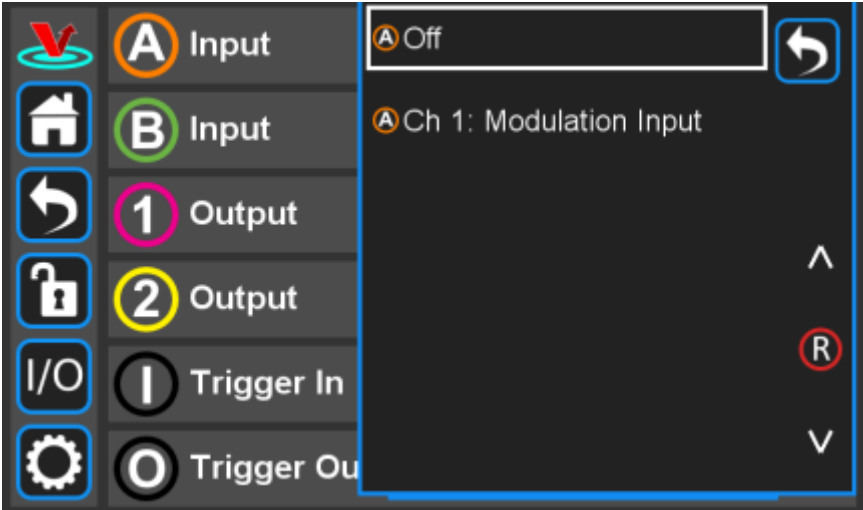 A Input
B Input
1 Output
2 Output
I Trigger In
O Trigger Ou
I/O
A Off
A Ch 1: Modulation Input
R